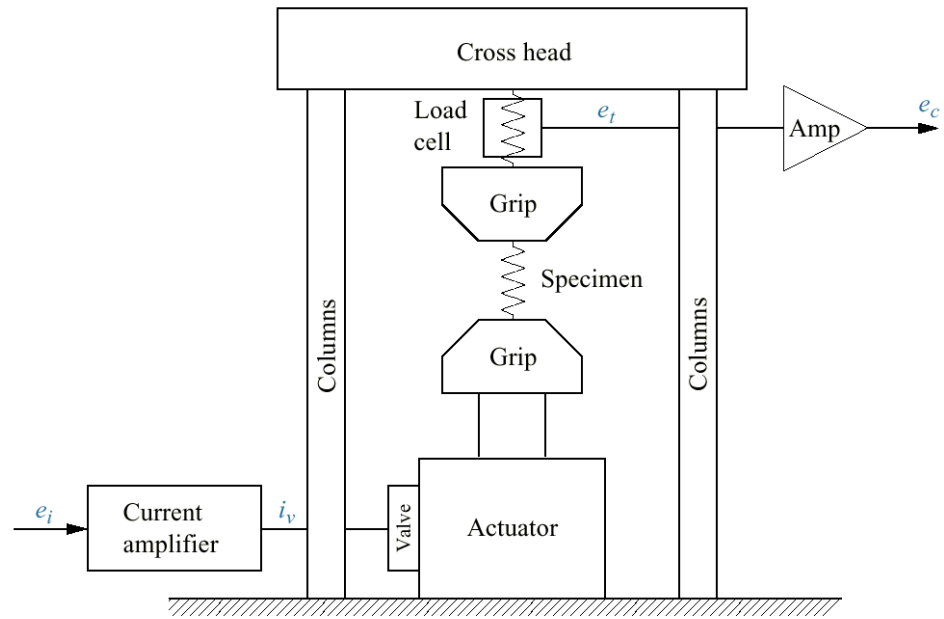 Cross head
Load
cell
e_t
Amp
e_c
Grip
Specimen
Columns
Columns
Grip
e_i
Current
amplifier
i_v
Valve
Actuator